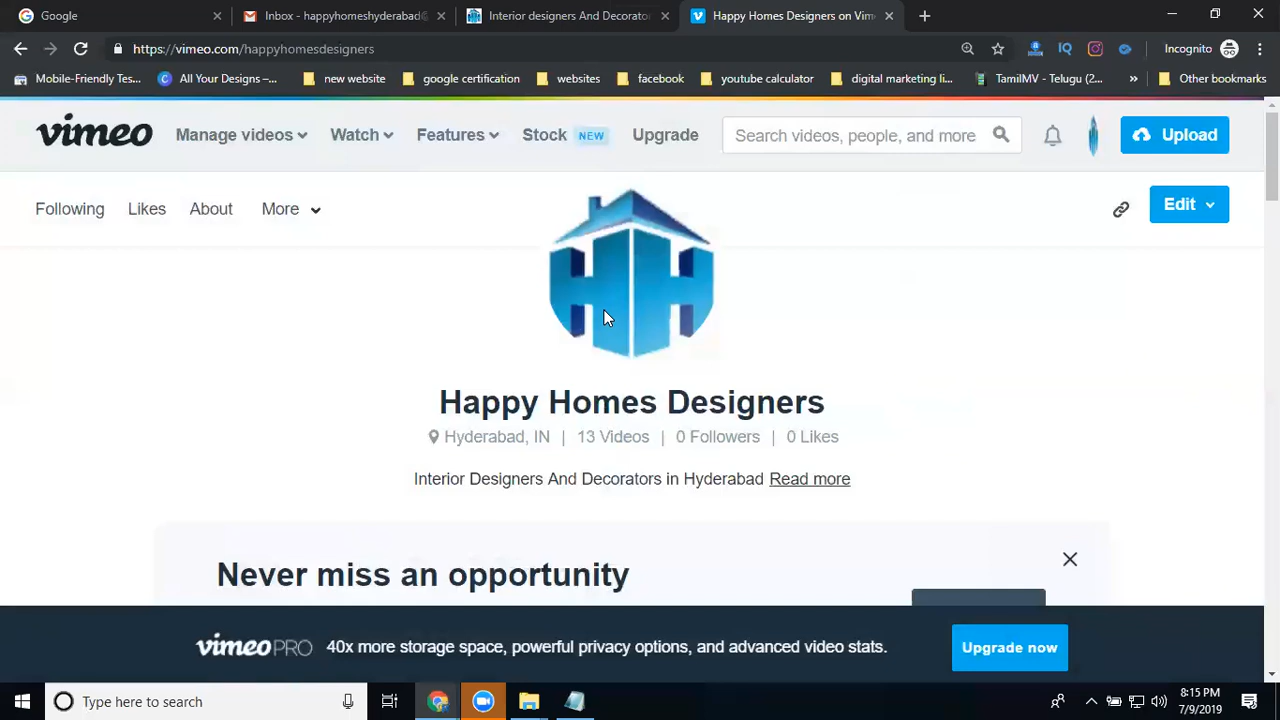 Google
Inbox - happyhomeshyderabad@
Interior designers And Decorator
Happy Homes Designers on Vim
https://vimeo.com/happyhomesdesigners
Incognito
Mobile-Friendly Tes...
All Your Designs –...
new website
google certification
websites
facebook
youtube calculator
digital marketing li...
TamilMV - Telugu (2...
Other bookmarks
vimeo
Manage videos
Watch
Features
Stock NEW
Upgrade
Search videos, people, and more
Upload
Following
Likes
About
More
Edit
Happy Homes Designers
Hyderabad, IN | 13 Videos | 0 Followers | 0 Likes
Interior Designers And Decorators in Hyderabad Read more
Never miss an opportunity
vimeo PRO 40x more storage space, powerful privacy options, and advanced video stats.
Upgrade now
Type here to search
8:15 PM
7/9/2019